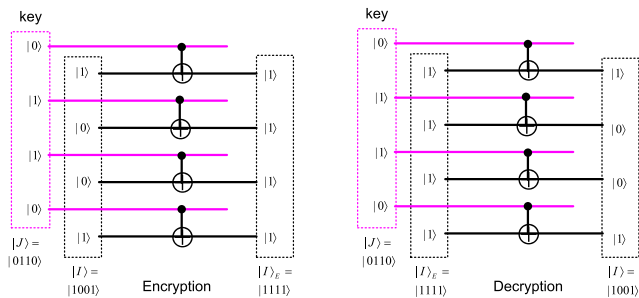 key
|0⟩
|1⟩ |1⟩
|1⟩
|0⟩ |1⟩
|1⟩
|0⟩ |1⟩
|0⟩
|1⟩ |1⟩
|J⟩ =
|0110⟩
|I⟩ =
|1001⟩
Encryption
|I⟩E =
|1111⟩
key
|0⟩
|1⟩ |1⟩
|1⟩
|1⟩ |0⟩
|1⟩
|1⟩ |0⟩
|0⟩
|1⟩ |1⟩
|J⟩ =
|0110⟩
|I⟩E =
|1111⟩
Decryption
|I⟩ =
|1001⟩